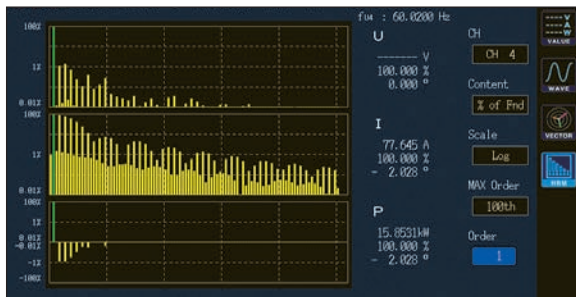 fU4 : 60.0200 Hz
100%
1%
0.01%
100%
1%
0.01%
100%
1%
0.01%
-0.01%
-1%
-100%
U
------- V
100.000 %
0.000 °
I
77.645 A
100.000 %
- 2.028 °
P
15.8531kW
100.000 %
- 2.028 °
CH
CH 4
Content
% of Fnd
Scale
Log
MAX Order
100th
Order
1
V
A
W
VALUE
WAVE
VECTOR